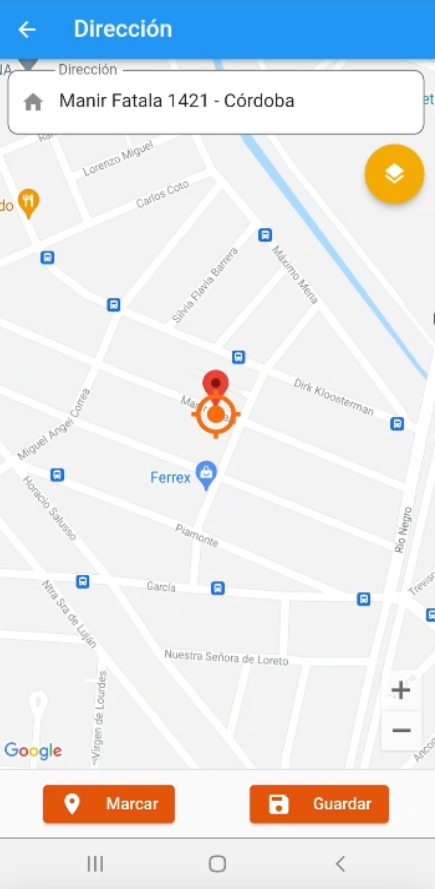 Dirección
Dirección
Manir Fatala 1421 - Córdoba
Lorenzo Miguel
Carlos Coto
do
Silvia Flavia Barrera
Máximo Mena
Dirk Kloosterman
Miguel Angel Correa
Ferrex
Horacio Salusso
Piamonte
Río Negro
García
Ntra Sra de Luján
Nuestra Señora de Loreto
Virgen de Lourdes
Google
Marcar
Guardar